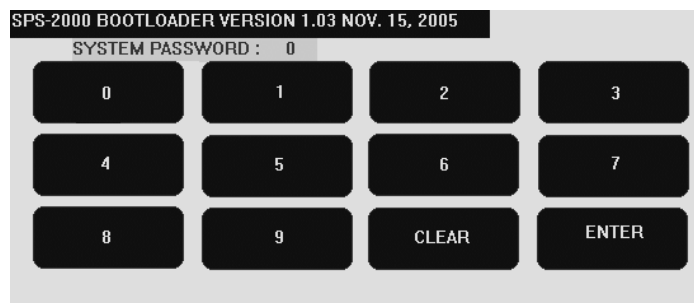 SPS-2000 BOOTLOADER VERSION 1.03 NOV. 15, 2005
SYSTEM PASSWORD : 0
0 1 2 3
4 5 6 7
8 9 CLEAR ENTER